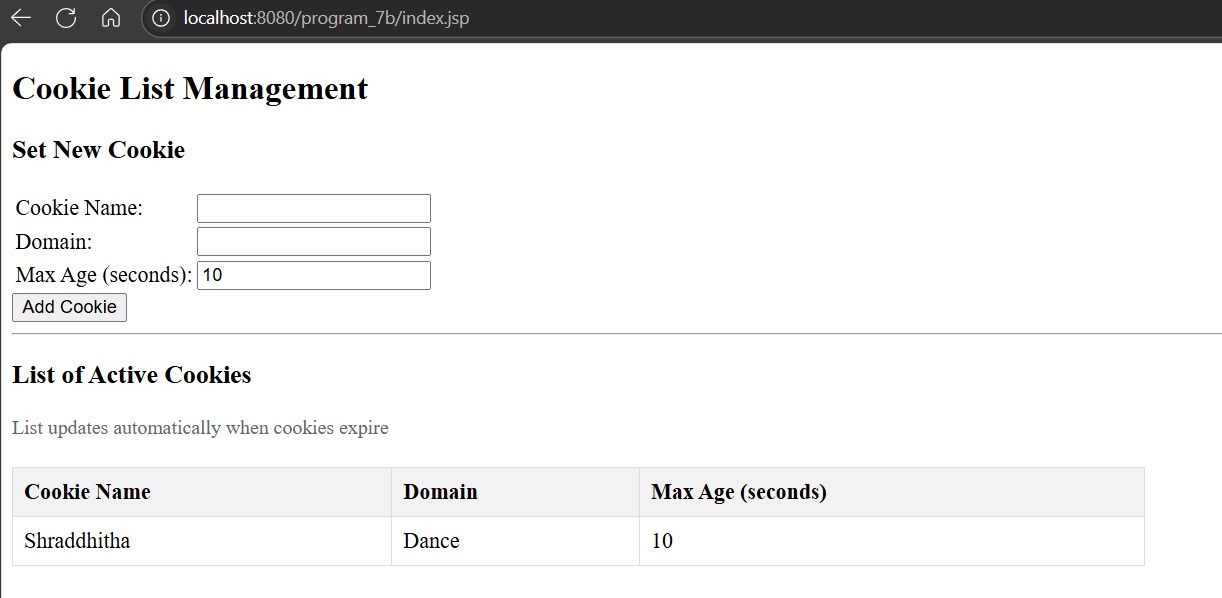 localhost:8080/program_7b/index.jsp
Cookie List Management
Set New Cookie
Cookie Name:
Domain:
Max Age (seconds): 10
Add Cookie
List of Active Cookies
List updates automatically when cookies expire
Cookie Name Domain Max Age (seconds)
Shraddhitha Dance 10